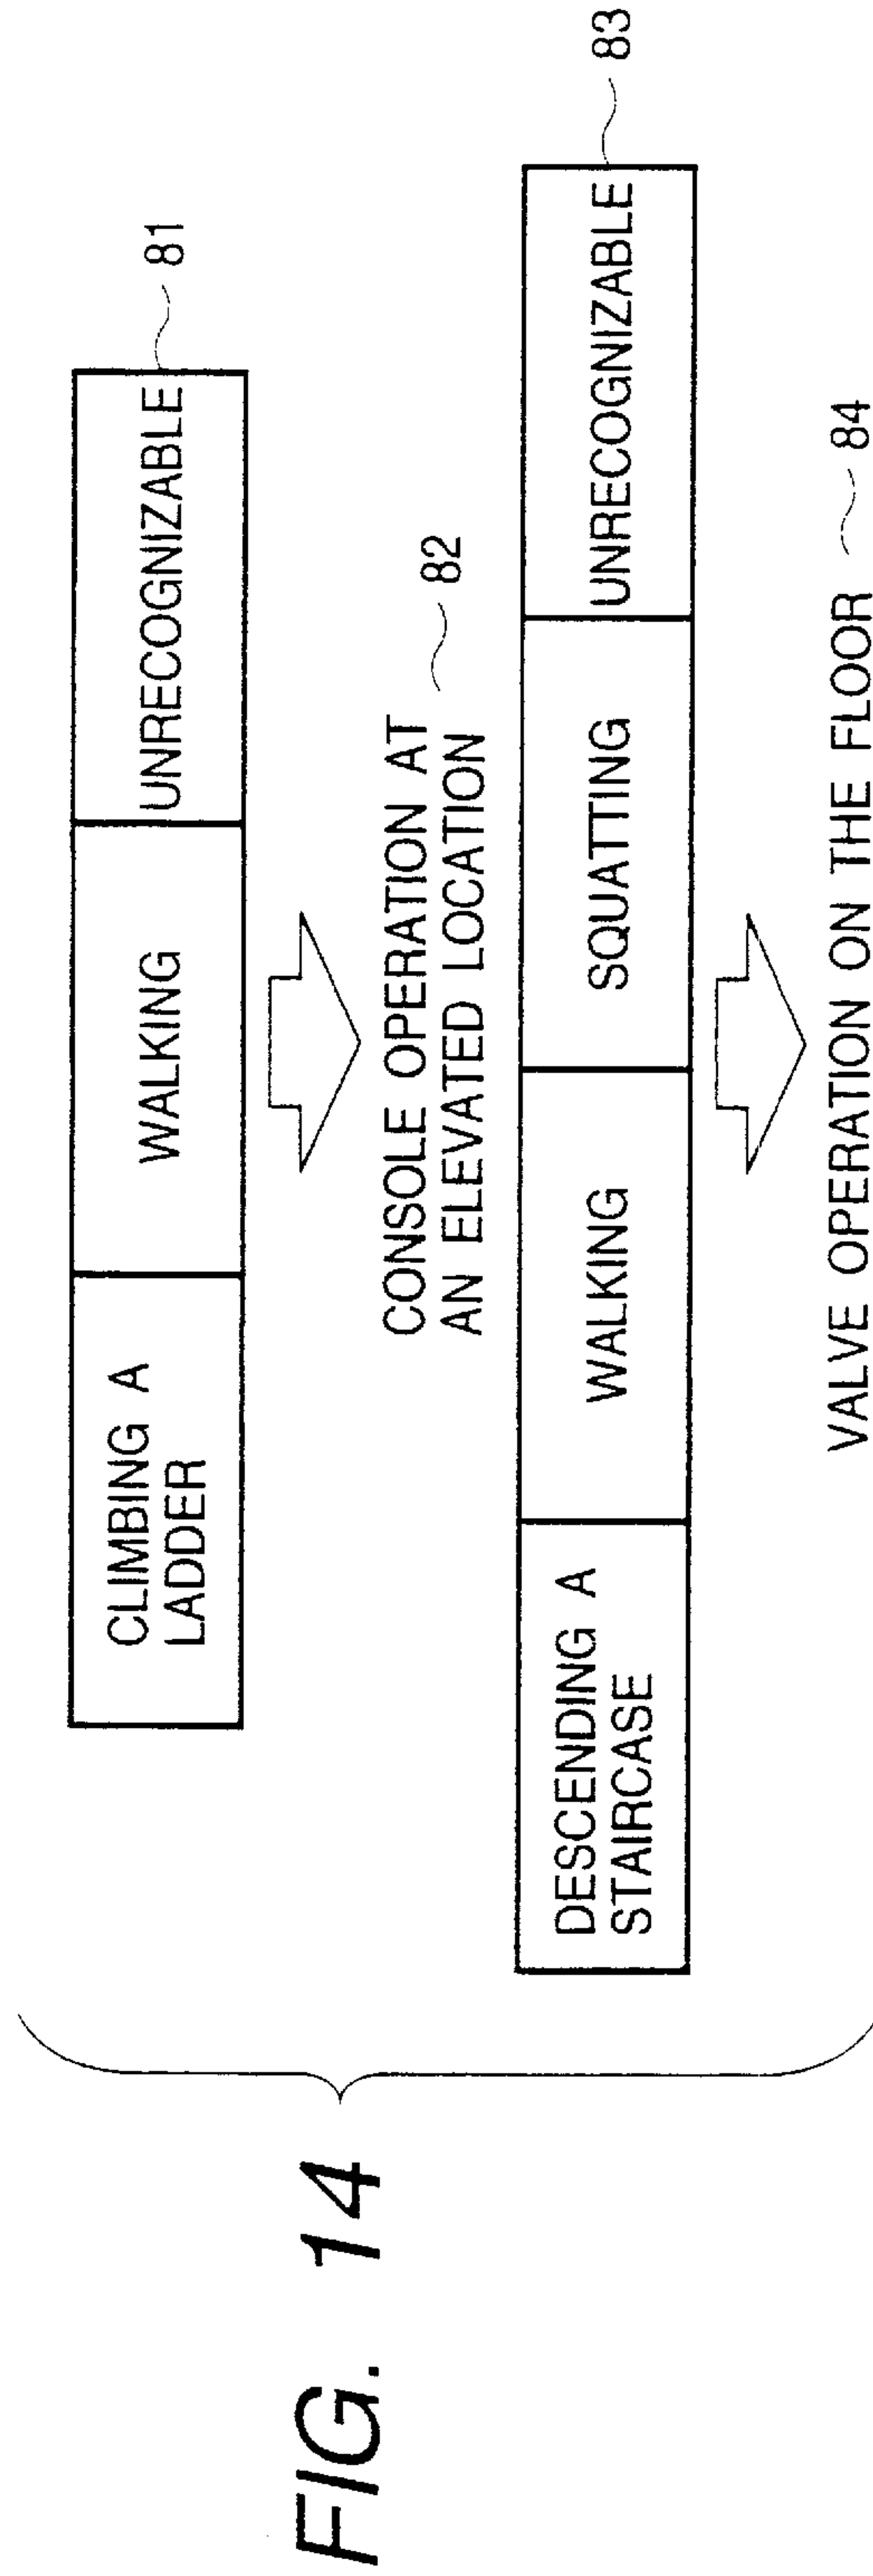 FIG. 14
CLIMBING A
LADDER
WALKING
UNRECOGNIZABLE
81
CONSOLE OPERATION AT
AN ELEVATED LOCATION
82
DESCENDING A
STAIRCASE
WALKING
SQUATTING
UNRECOGNIZABLE
83
VALVE OPERATION ON THE FLOOR
84